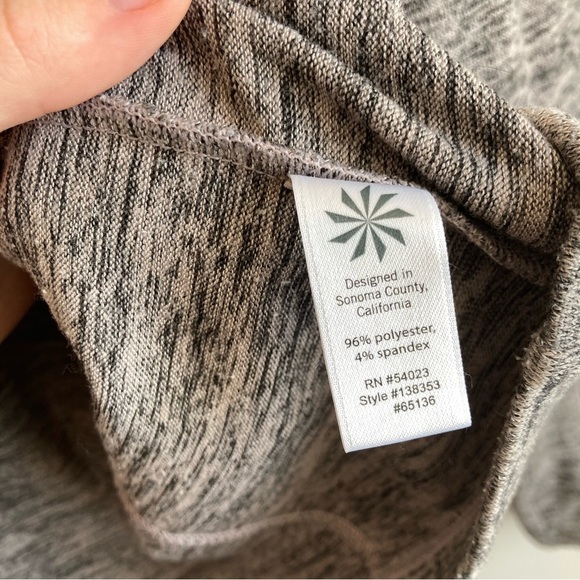 Designed in
Sonoma County,
California
96% polyester,
4% spandex
RN #54023
Style #138353
#65136